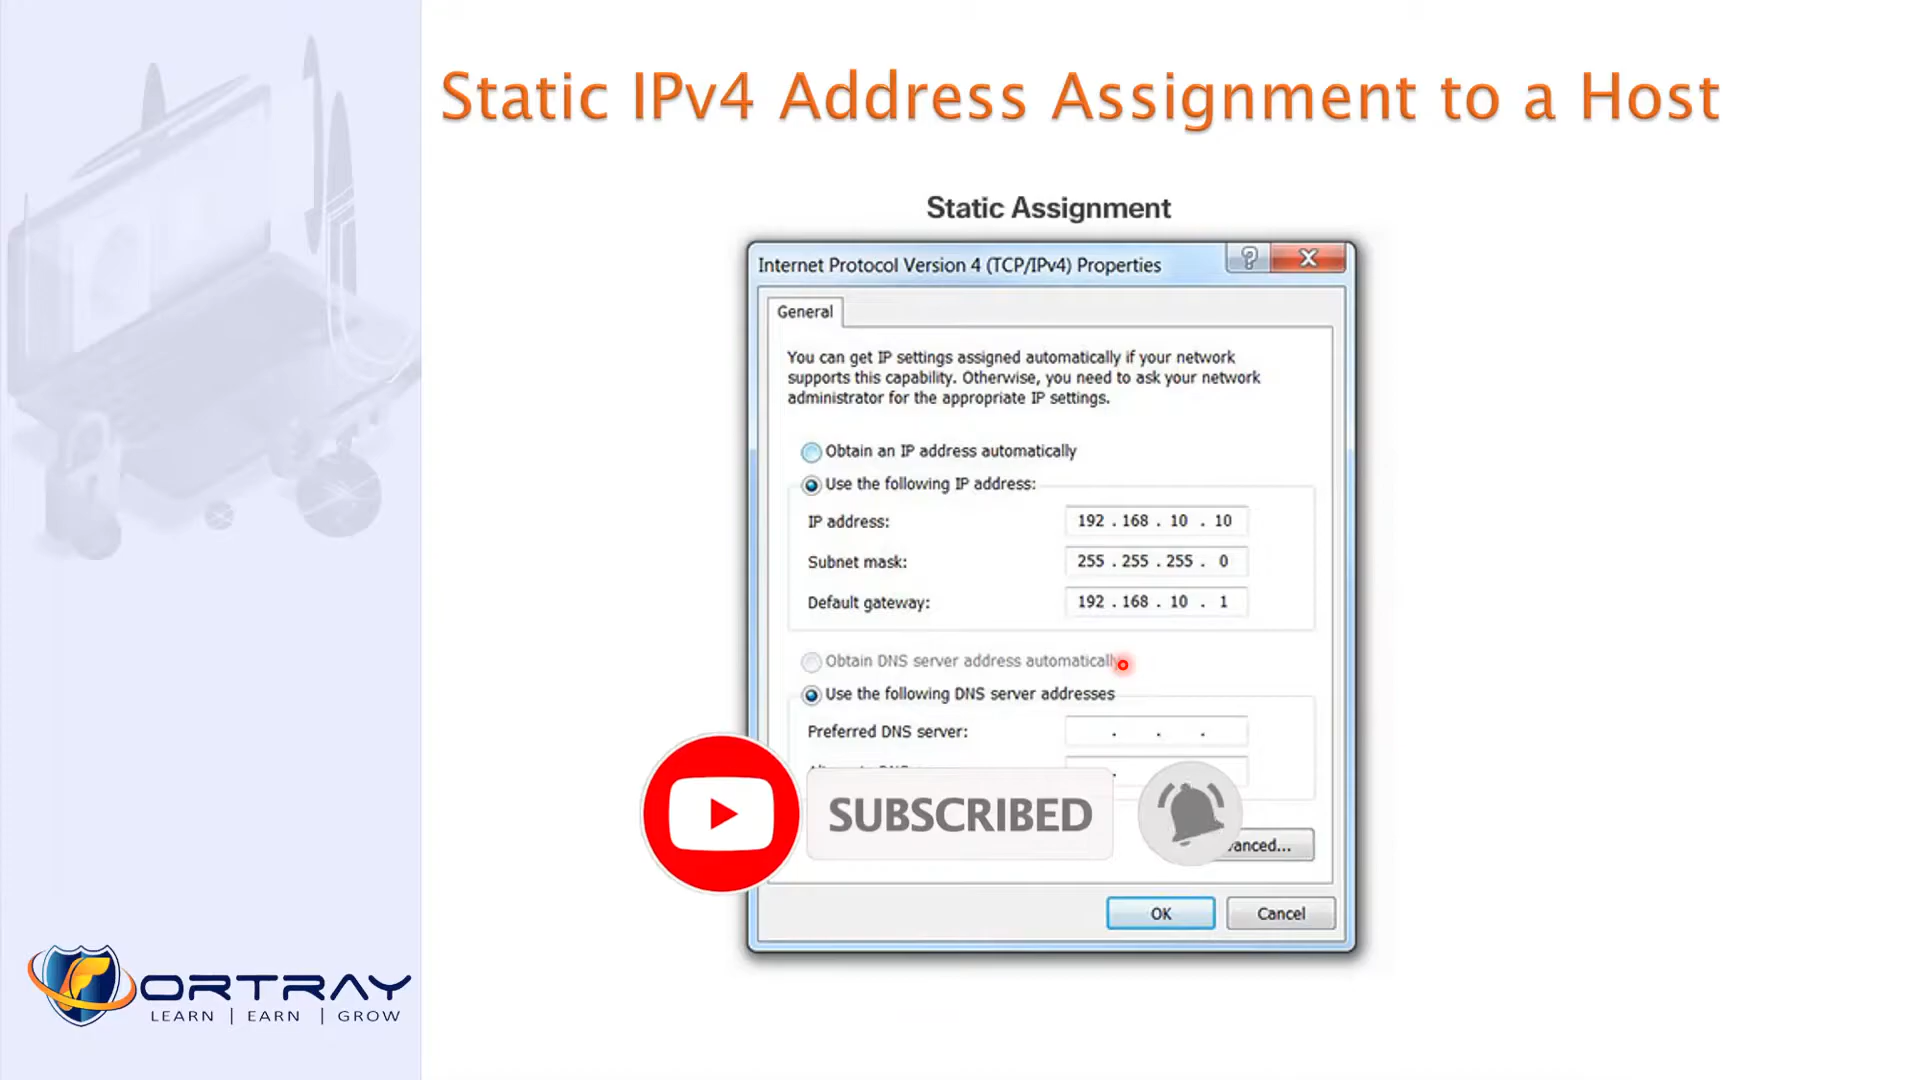 Static IPv4 Address Assignment to a Host
Static Assignment
Internet Protocol Version 4 (TCP/IPv4) Properties
General
You can get IP settings assigned automatically if your network
supports this capability. Otherwise, you need to ask your network
administrator for the appropriate IP settings.
Obtain an IP address automatically
Use the following IP address:
IP address: 192 . 168 . 10 . 10
Subnet mask: 255 . 255 . 255 . 0
Default gateway: 192 . 168 . 10 . 1
Obtain DNS server address automatically
Use the following DNS server addresses
Preferred DNS server: . . .
SUBSCRIBED
OK
Cancel
FORTRAY
LEARN | EARN | GROW